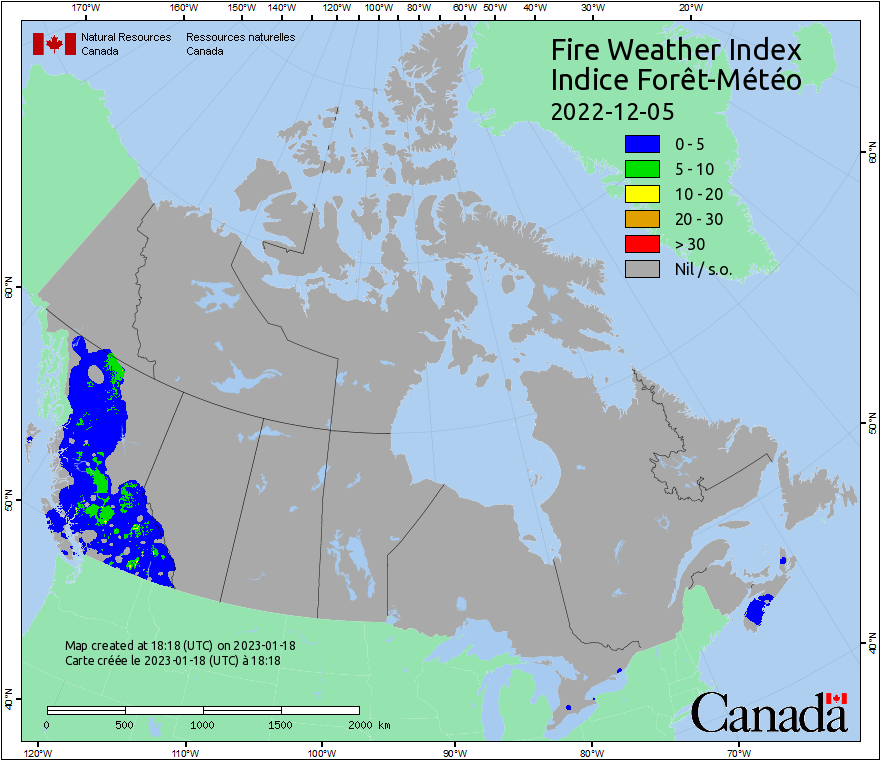 170°W 160°W 150°W 140°W 130°W 120°W 110°W 100°W 90°W 80°W 70°W 60°W 50°W 40°W 30°W 20°W
Natural Resources Canada
Ressources naturelles Canada
Fire Weather Index
Indice Forêt-Météo
2022-12-05
0 - 5
5 - 10
10 - 20
20 - 30
> 30
Nil / s.o.
60°N
50°N
40°N
60°N
50°N
40°N
Map created at 18:18 (UTC) on 2023-01-18
Carte créée le 2023-01-18 (UTC) à 18:18
0 500 1000 1500 2000 km
Canada
120°W 110°W 100°W 90°W 80°W 70°W